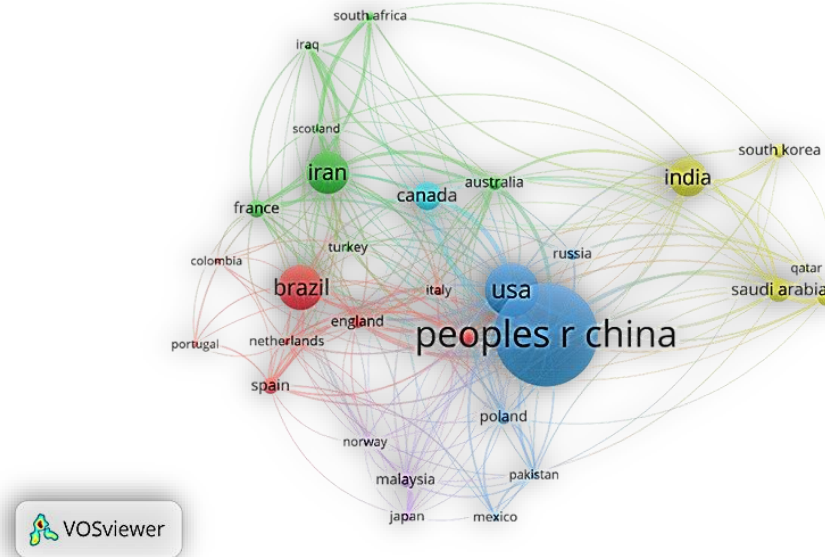 south africa
iraq
scotland
south korea
iran
india
canada
australia
france
turkey
russia
colombia
qatar
brazil
italy
usa
saudi arabia
england
peoples r china
portugal
netherlands
spain
poland
norway
malaysia
pakistan
japan
mexico
VOSviewer